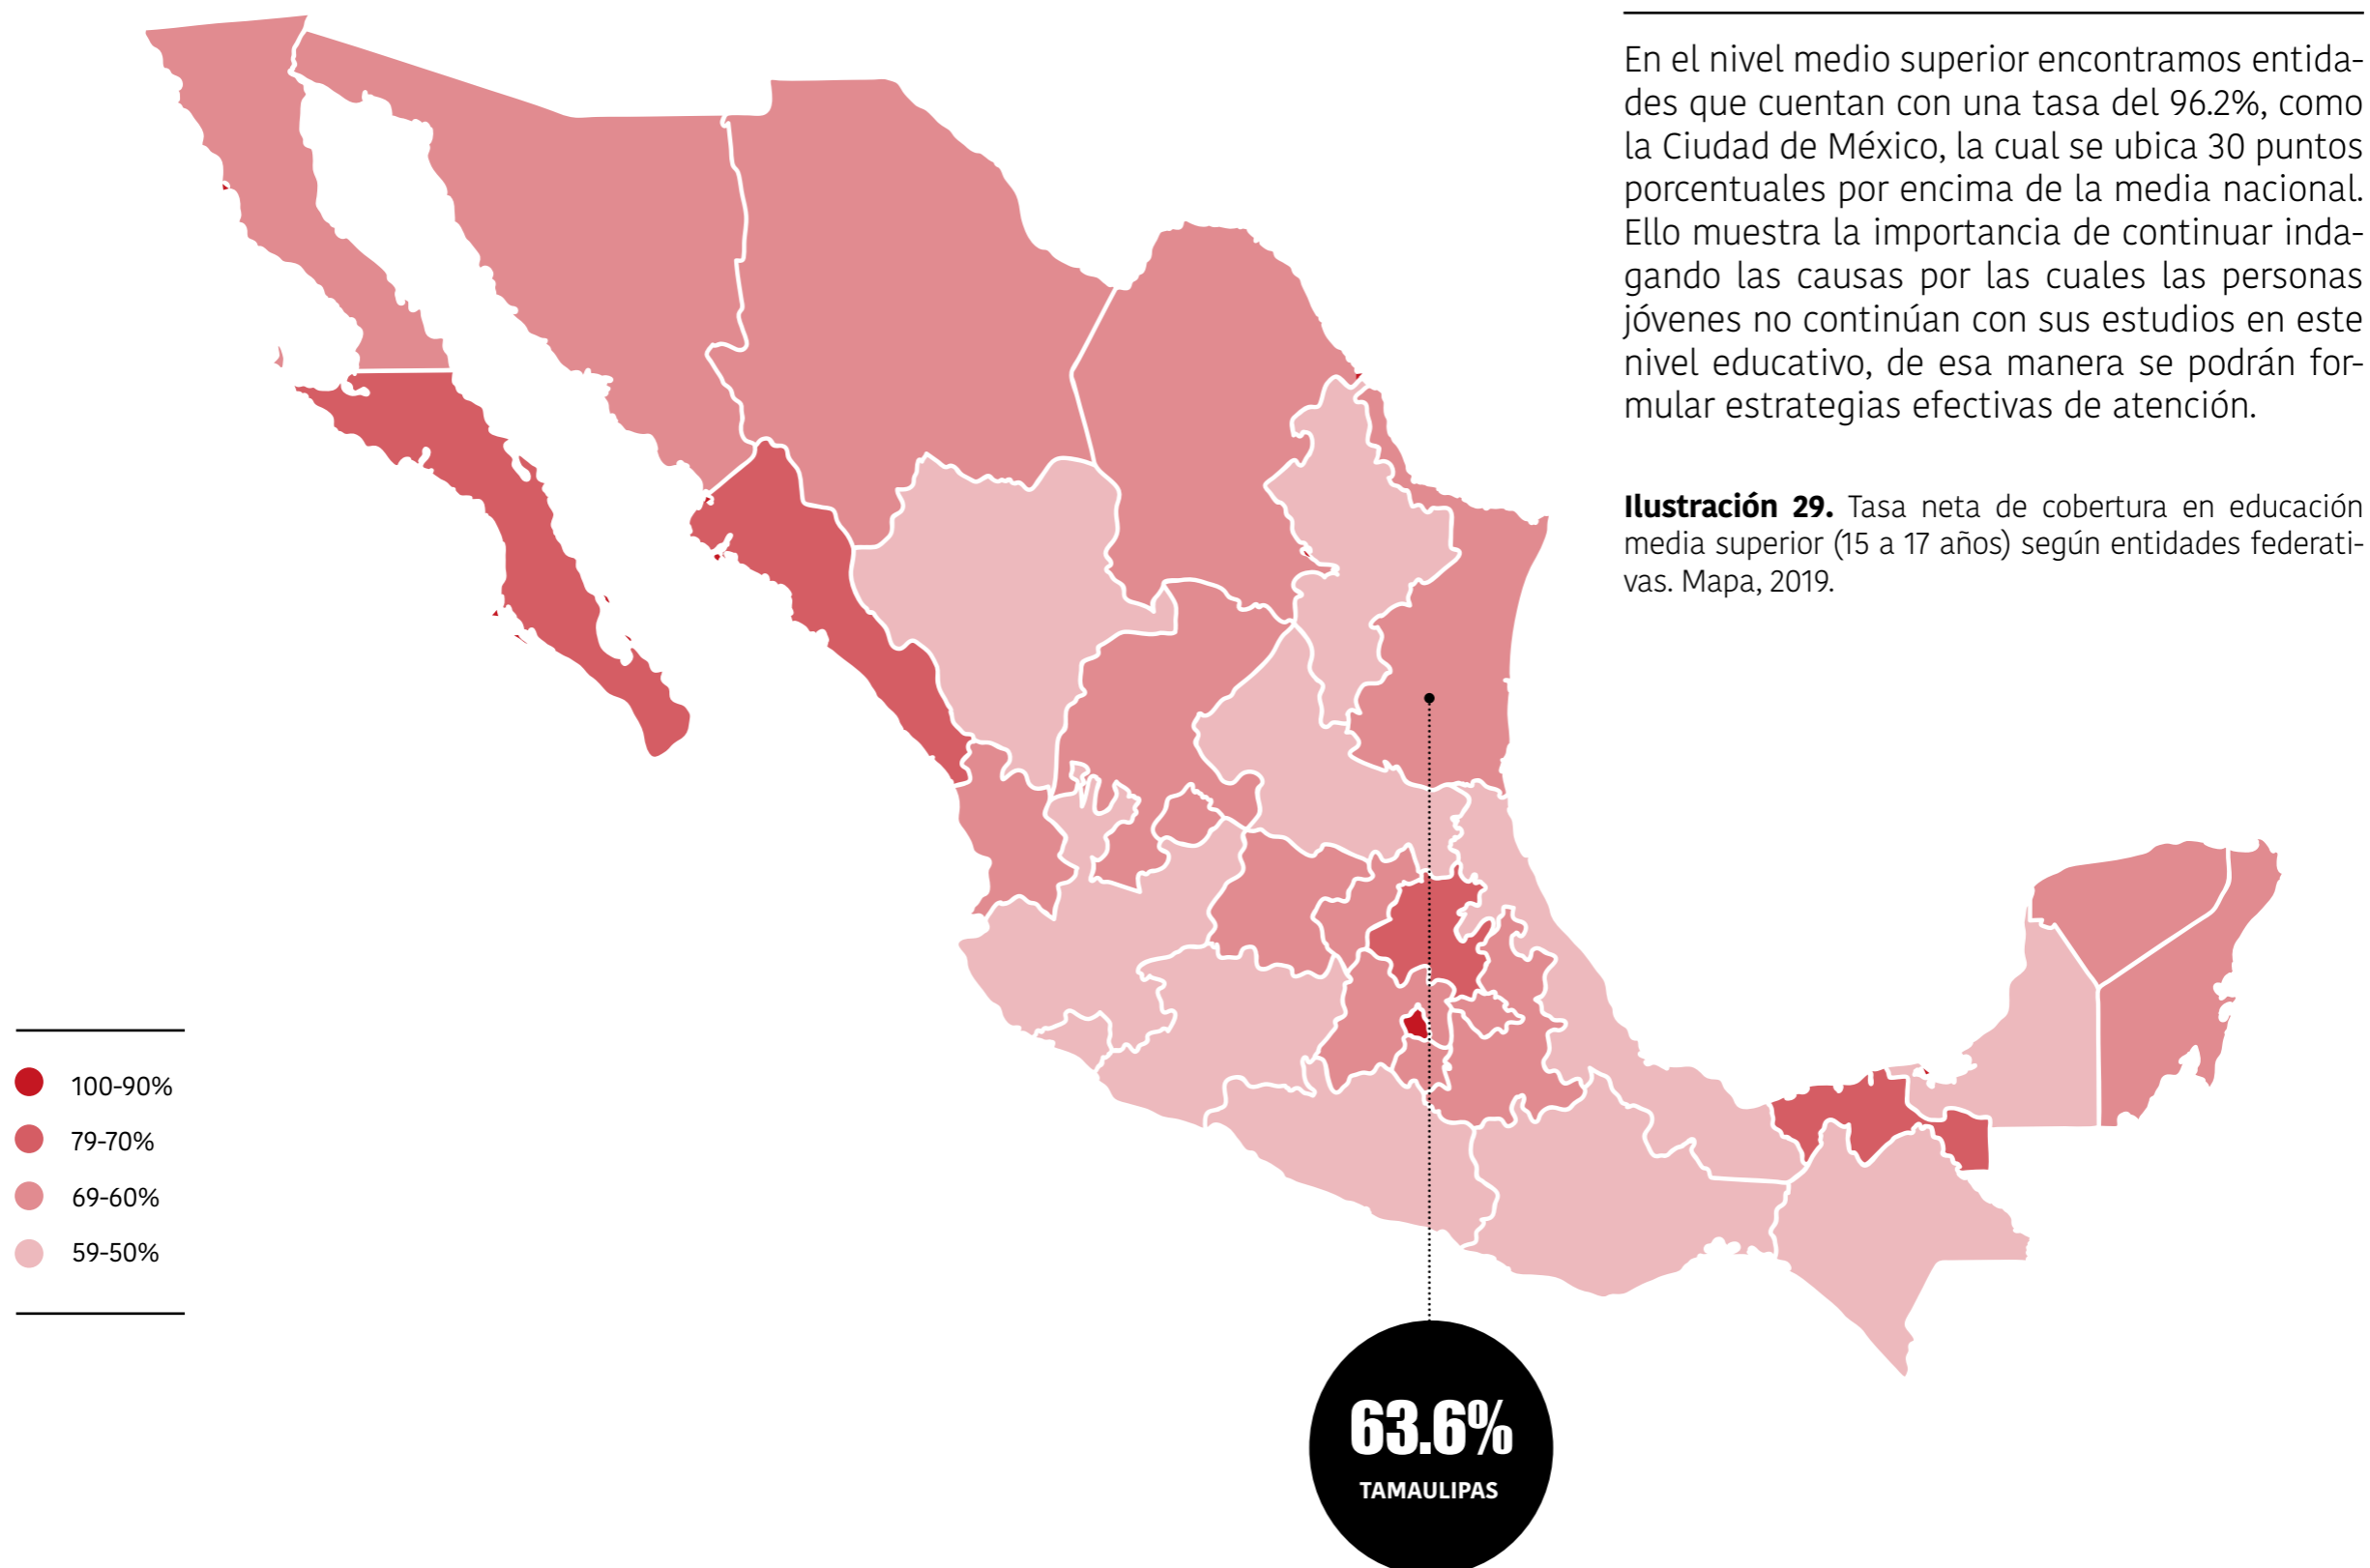 En el nivel medio superior encontramos entida-
des que cuentan con una tasa del 96.2%, como
la Ciudad de México, la cual se ubica 30 puntos
porcentuales por encima de la media nacional.
Ello muestra la importancia de continuar inda-
gando las causas por las cuales las personas
jóvenes no continúan con sus estudios en este
nivel educativo, de esa manera se podrán for-
mular estrategias efectivas de atención.
Ilustración 29. Tasa neta de cobertura en educación
media superior (15 a 17 años) según entidades federati-
vas. Mapa, 2019.
100-90%
79-70%
69-60%
59-50%
63.6%
TAMAULIPAS